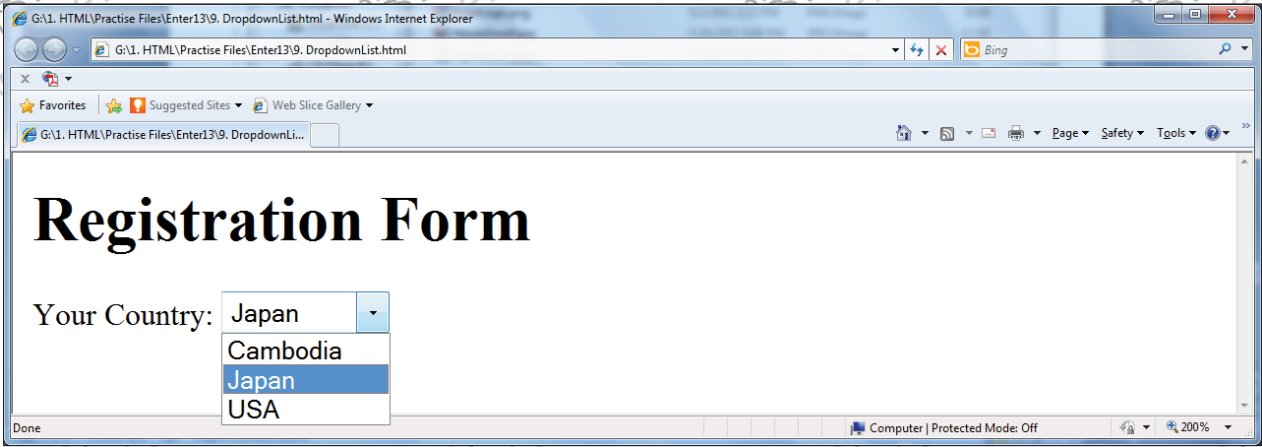 G:\1. HTML\Practise Files\Enter13\9. DropdownList.html - Windows Internet Explorer
G:\1. HTML\Practise Files\Enter13\9. DropdownList.html
Bing
Favorites
Suggested Sites
Web Slice Gallery
G:\1. HTML\Practise Files\Enter13\9. DropdownLi...
Page
Safety
Tools
Registration Form
Your Country: Japan
Cambodia
Japan
USA
Done
Computer | Protected Mode: Off
200%